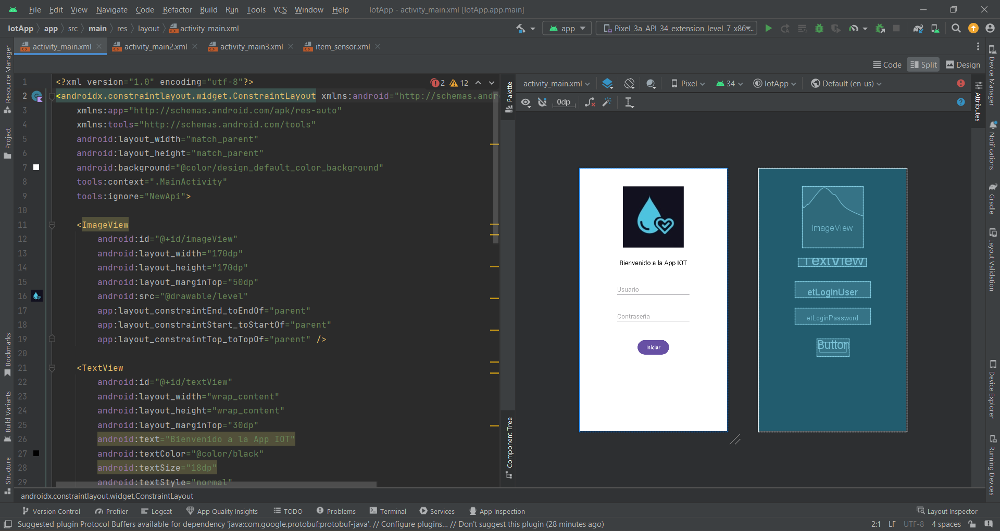 File Edit View Navigate Code Refactor Build Run Tools VCS Window Help IotApp - activity_main.xml [IotApp.app.main]
IotApp app src main res layout activity_main.xml app Pixel_3a_API_34_extension_level_7_x86...
activity_main.xml activity_main2.xml activity_main3.xml item_sensor.xml
Code Split Design
Resource Manager
Project
Bookmarks
Build Variants
Structure
2 12
1 <?xml version="1.0" encoding="utf-8"?>
2 <androidx.constraintlayout.widget.ConstraintLayout xmlns:android="http://schemas.andr
3 xmlns:app="http://schemas.android.com/apk/res-auto"
4 xmlns:tools="http://schemas.android.com/tools"
5 android:layout_width="match_parent"
6 android:layout_height="match_parent"
7 android:background="@color/design_default_color_background"
8 tools:context=".MainActivity"
9 tools:ignore="NewApi">
10
11 <ImageView
12 android:id="@+id/imageView"
13 android:layout_width="170dp"
14 android:layout_height="170dp"
15 android:layout_marginTop="50dp"
16 android:src="@drawable/level"
17 app:layout_constraintEnd_toEndOf="parent"
18 app:layout_constraintStart_toStartOf="parent"
19 app:layout_constraintTop_toTopOf="parent" />
20
21 <TextView
22 android:id="@+id/textView"
23 android:layout_width="wrap_content"
24 android:layout_height="wrap_content"
25 android:layout_marginTop="30dp"
26 android:text="Bienvenido a la App IOT"
27 android:textColor="@color/black"
28 android:textSize="18dp"
29 android:textStyle="normal"
Palette
Component Tree
activity_main.xml Pixel 34 IotApp Default (en-us)
0dp
Bienvenido a la App IOT
Usuario
Contraseña
Iniciar
ImageView
TextView
etLoginUser
etLoginPassword
Button
Attributes
Device Manager
Notifications
Gradle
Layout Validation
Device Explorer
Running Devices
androidx.constraintlayout.widget.ConstraintLayout
Version Control Profiler Logcat App Quality Insights TODO Problems Terminal Services App Inspection Layout Inspector
Suggested plugin Protocol Buffers available for dependency 'java:com.google.protobuf:protobuf-java'. // Configure plugins... // Don't suggest this plugin (28 minutes ago) 2:1 LF UTF-8 4 spaces